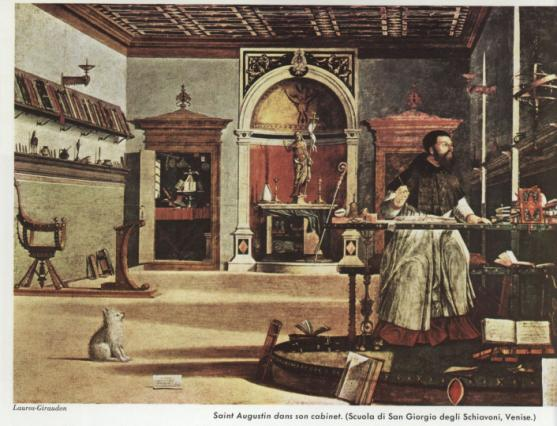 Lauros-Giraudon
Saint Augustin dans son cabinet. (Scuola di San Giorgio degli Schiavoni, Venise.)